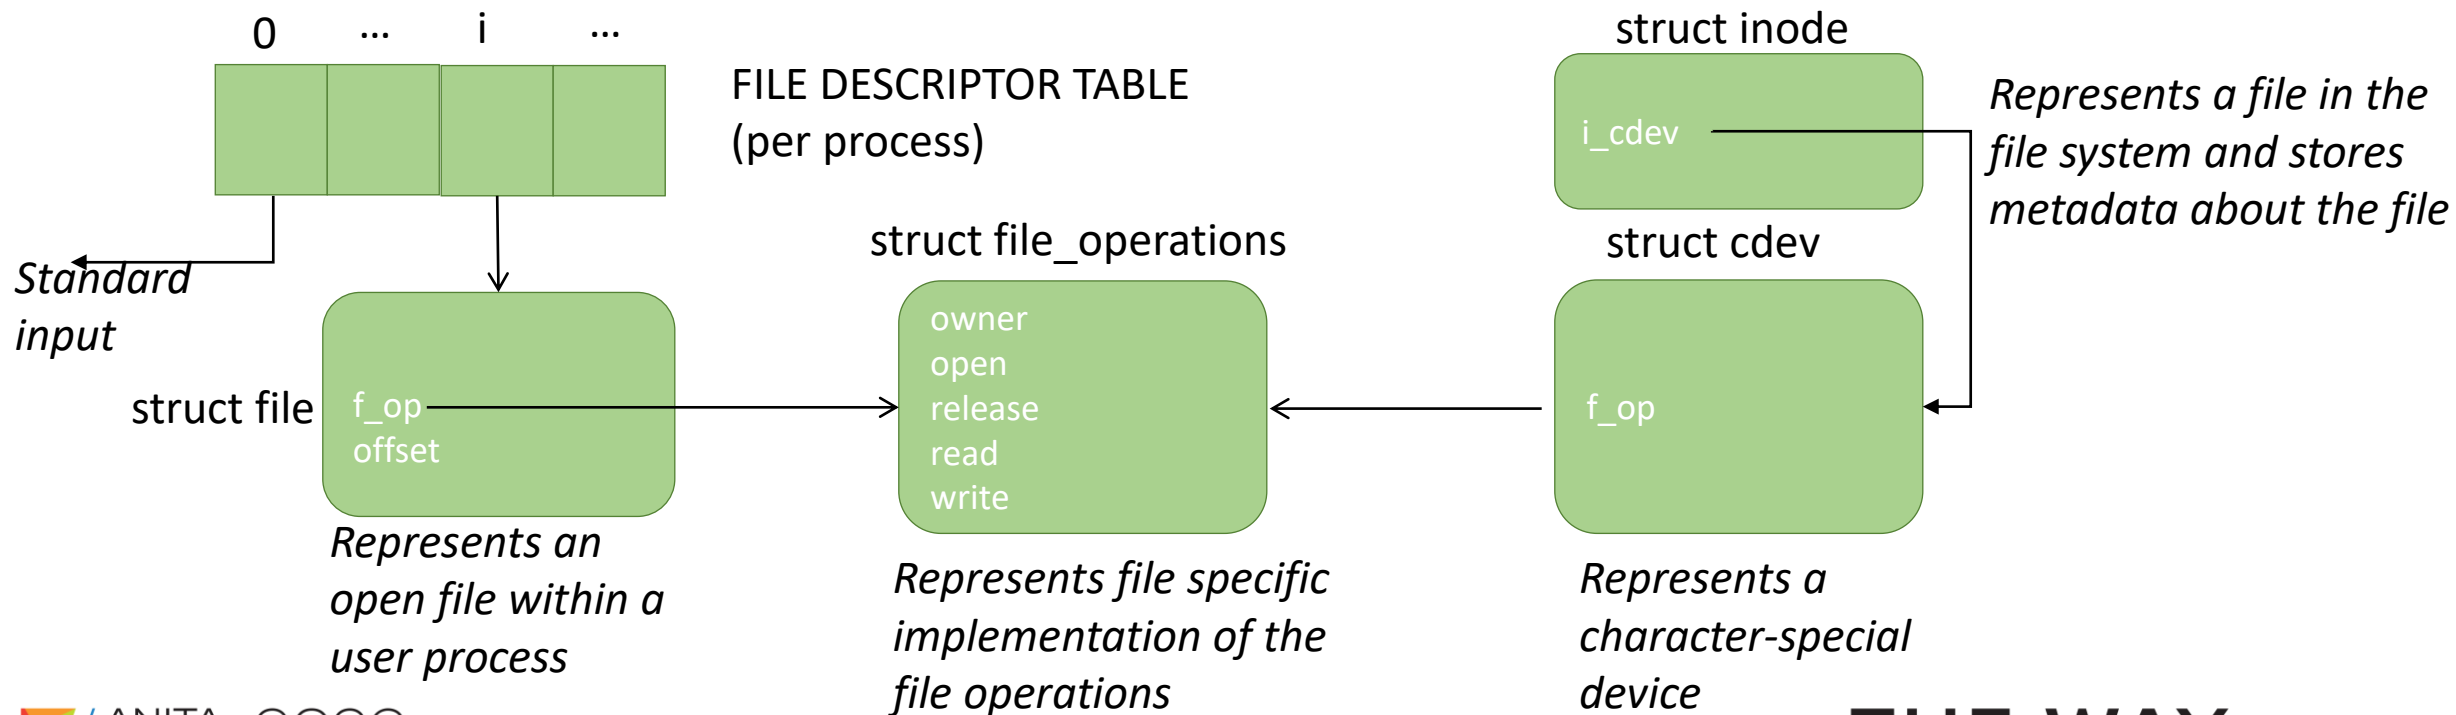 0 ... i ...
FILE DESCRIPTOR TABLE
(per process)
struct inode
i_cdev
Represents a file in the
file system and stores
metadata about the file
Standard
input
struct file
f_op
offset
Represents an
open file within a
user process
struct file_operations
owner
open
release
read
write
Represents file specific
implementation of the
file operations
struct cdev
f_op
Represents a
character-special
device